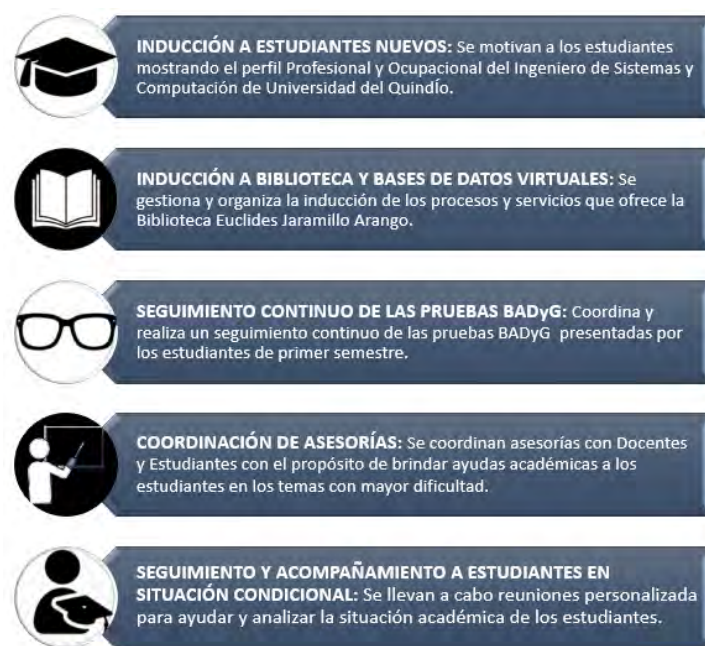 INDUCCIÓN A ESTUDIANTES NUEVOS: Se motivan a los estudiantes
mostrando el perfil Profesional y Ocupacional del Ingeniero de Sistemas y
Computación de Universidad del Quindío.
INDUCCIÓN A BIBLIOTECA Y BASES DE DATOS VIRTUALES: Se
gestiona y organiza la inducción de los procesos y servicios que ofrece la
Biblioteca Euclides Jaramillo Arango.
SEGUIMIENTO CONTINUO DE LAS PRUEBAS BADyG: Coordina y
realiza un seguimiento continuo de las pruebas BADyG presentadas por
los estudiantes de primer semestre.
COORDINACIÓN DE ASESORÍAS: Se coordinan asesorías con Docentes
y Estudiantes con el propósito de brindar ayudas académicas a los
estudiantes en los temas con mayor dificultad.
SEGUIMIENTO Y ACOMPAÑAMIENTO A ESTUDIANTES EN
SITUACIÓN CONDICIONAL: Se llevan a cabo reuniones personalizada
para ayudar y analizar la situación académica de los estudiantes.